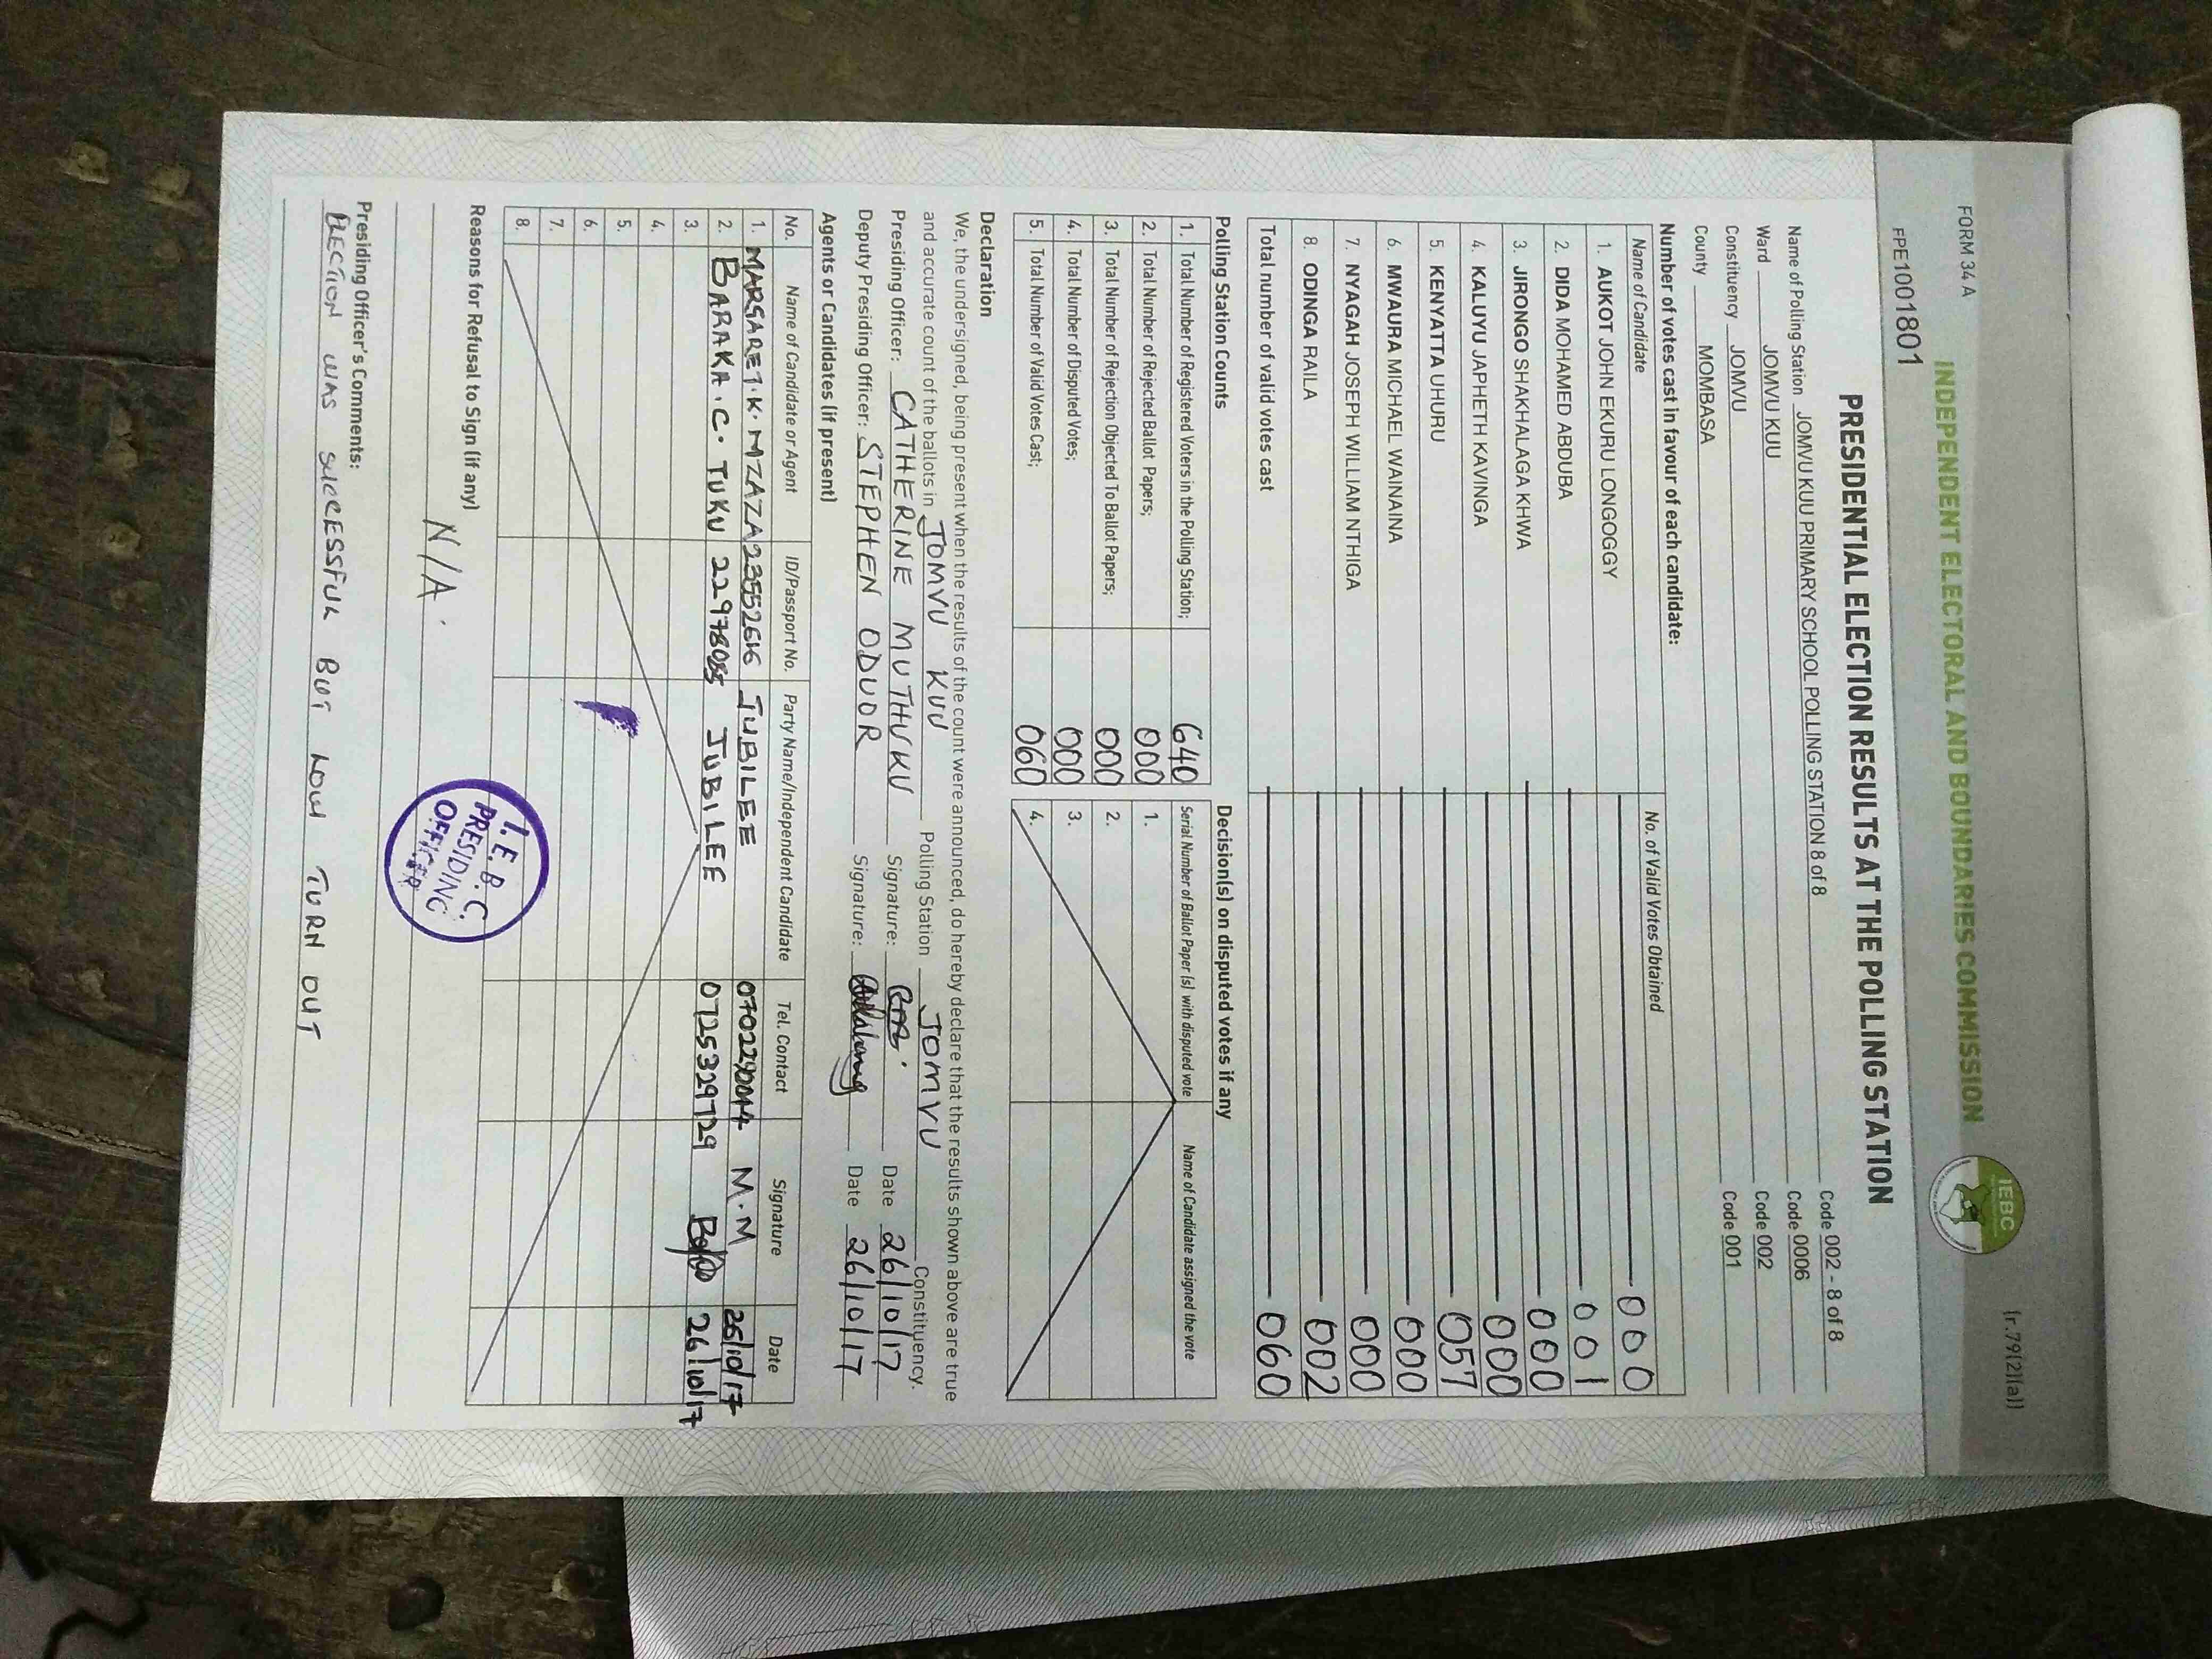 FORM 34 A
(r.79(2)(a))
INDEPENDENT ELECTORAL AND BOUNDARIES COMMISSION
IEBC
FPE1001801
PRESIDENTIAL ELECTION RESULTS AT THE POLLING STATION
Name of Polling Station JOMVU KUU PRIMARY SCHOOL POLLING STATION 8 of 8 Code 002 - 8 of 8
Ward JOMVU KUU Code 0006
Constituency JOMVU Code 002
County MOMBASA Code 001
Number of votes cast in favour of each candidate:
Name of Candidate No. of Valid Votes Obtained
1. AUKOT JOHN EKURU LONGOGGY 000
2. DIDA MOHAMED ABDUBA 001
3. JIRONGO SHAKHALAGA KHWA 000
4. KALUYU JAPHETH KAVINGA 000
5. KENYATTA UHURU 057
6. MWAURA MICHAEL WAINAINA 000
7. NYAGAH JOSEPH WILLIAM NTHIGA 000
8. ODINGA RAILA 002
Total number of valid votes cast 060
Polling Station Counts Decision(s) on disputed votes if any
1. Total Number of Registered Voters in the Polling Station; 640 Serial Number of Ballot Paper (s) with disputed vote Name of Candidate assigned the vote
2. Total Number of Rejected Ballot Papers; 000 1.
3. Total Number of Rejection Objected To Ballot Papers; 000 2.
4. Total Number of Disputed Votes; 000 3.
5. Total Number of Valid Votes Cast; 060 4.
Declaration
We, the undersigned, being present when the results of the count were announced, do hereby declare that the results shown above are true
and accurate count of the ballots in JOMVU KUU Polling Station JOMVU Constituency.
Presiding Officer: CATHERINE MUTHUKU Signature: Date 26/10/17
Deputy Presiding Officer: STEPHEN ODUOR Signature: Date 26/10/17
Agents or Candidates (if present)
No. Name of Candidate or Agent ID/Passport No. Party Name/Independent Candidate Tel. Contact Signature Date
1. MARGARET.K.MZAZA JUBILEE M.M 26/10/17
2. BARAKA.C. TUKU JUBILEE 0725329729 26/10/17
3.
4.
5.
6.
7.
8.
Reasons for Refusal to Sign (if any)
N/A.
I.E.B.C.
PRESIDING
OFFICER
Presiding Officer's Comments:
ELECTION WAS SUCCESSFUL BUT LOW TURN OUT